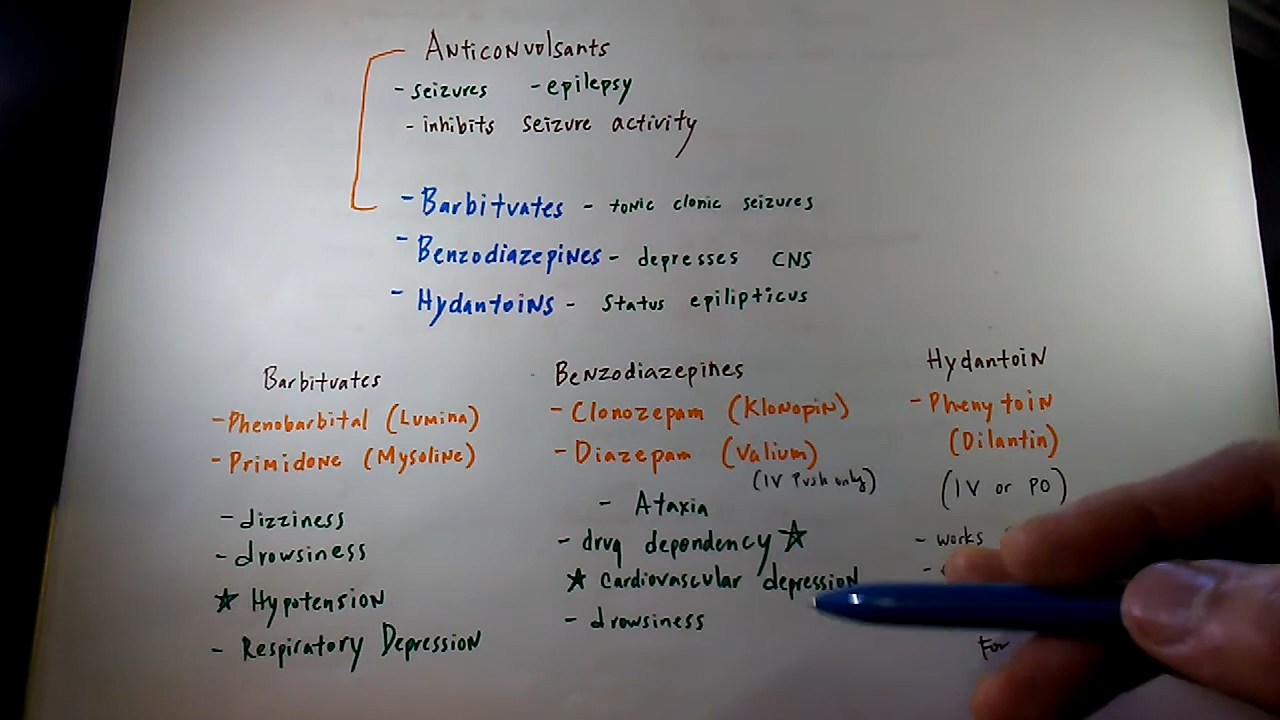 Anticonvulsants
- seizures - epilepsy
- inhibits seizure activity
- Barbituates - tonic clonic seizures
- Benzodiazepines - depresses CNS
- Hydantoins - Status epilipticus
Barbituates
- Phenobarbital (Lumina)
- Primidone (Mysoline)
- dizziness
- drowsiness
★ Hypotension
- Respiratory Depression
Benzodiazepines
- Clonozepam (Klonopin)
- Diazepam (Valium)
(IV Push only)
- Ataxia
- drug dependency ★
★ cardiovascular depression
- drowsiness
Hydantoin
- Phenytoin
(Dilantin)
(IV or PO)
- works
For